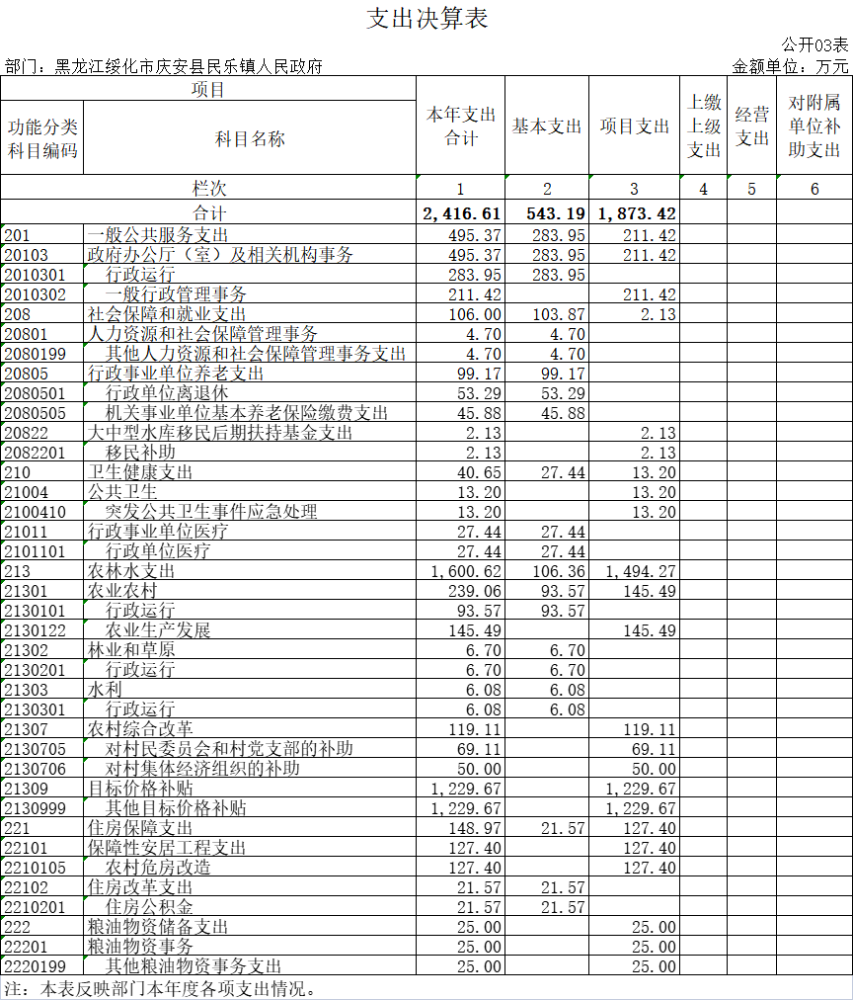 支出决算表
公开03表
部门：黑龙江绥化市庆安县民乐镇人民政府 金额单位：万元
项目 本年支出合计 基本支出 项目支出 上缴上级支出 经营支出 对附属单位补助支出
功能分类科目编码 科目名称
栏次 1 2 3 4 5 6
合计 2,416.61 543.19 1,873.42
201 一般公共服务支出 495.37 283.95 211.42
20103 政府办公厅（室）及相关机构事务 495.37 283.95 211.42
2010301 行政运行 283.95 283.95
2010302 一般行政管理事务 211.42 211.42
208 社会保障和就业支出 106.00 103.87 2.13
20801 人力资源和社会保障管理事务 4.70 4.70
2080199 其他人力资源和社会保障管理事务支出 4.70 4.70
20805 行政事业单位养老支出 99.17 99.17
2080501 行政单位离退休 53.29 53.29
2080505 机关事业单位基本养老保险缴费支出 45.88 45.88
20822 大中型水库移民后期扶持基金支出 2.13 2.13
2082201 移民补助 2.13 2.13
210 卫生健康支出 40.65 27.44 13.20
21004 公共卫生 13.20 13.20
2100410 突发公共卫生事件应急处理 13.20 13.20
21011 行政事业单位医疗 27.44 27.44
2101101 行政单位医疗 27.44 27.44
213 农林水支出 1,600.62 106.36 1,494.27
21301 农业农村 239.06 93.57 145.49
2130101 行政运行 93.57 93.57
2130122 农业生产发展 145.49 145.49
21302 林业和草原 6.70 6.70
2130201 行政运行 6.70 6.70
21303 水利 6.08 6.08
2130301 行政运行 6.08 6.08
21307 农村综合改革 119.11 119.11
2130705 对村民委员会和村党支部的补助 69.11 69.11
2130706 对村集体经济组织的补助 50.00 50.00
21309 目标价格补贴 1,229.67 1,229.67
2130999 其他目标价格补贴 1,229.67 1,229.67
221 住房保障支出 148.97 21.57 127.40
22101 保障性安居工程支出 127.40 127.40
2210105 农村危房改造 127.40 127.40
22102 住房改革支出 21.57 21.57
2210201 住房公积金 21.57 21.57
222 粮油物资储备支出 25.00 25.00
22201 粮油物资事务 25.00 25.00
2220199 其他粮油物资事务支出 25.00 25.00
注：本表反映部门本年度各项支出情况。